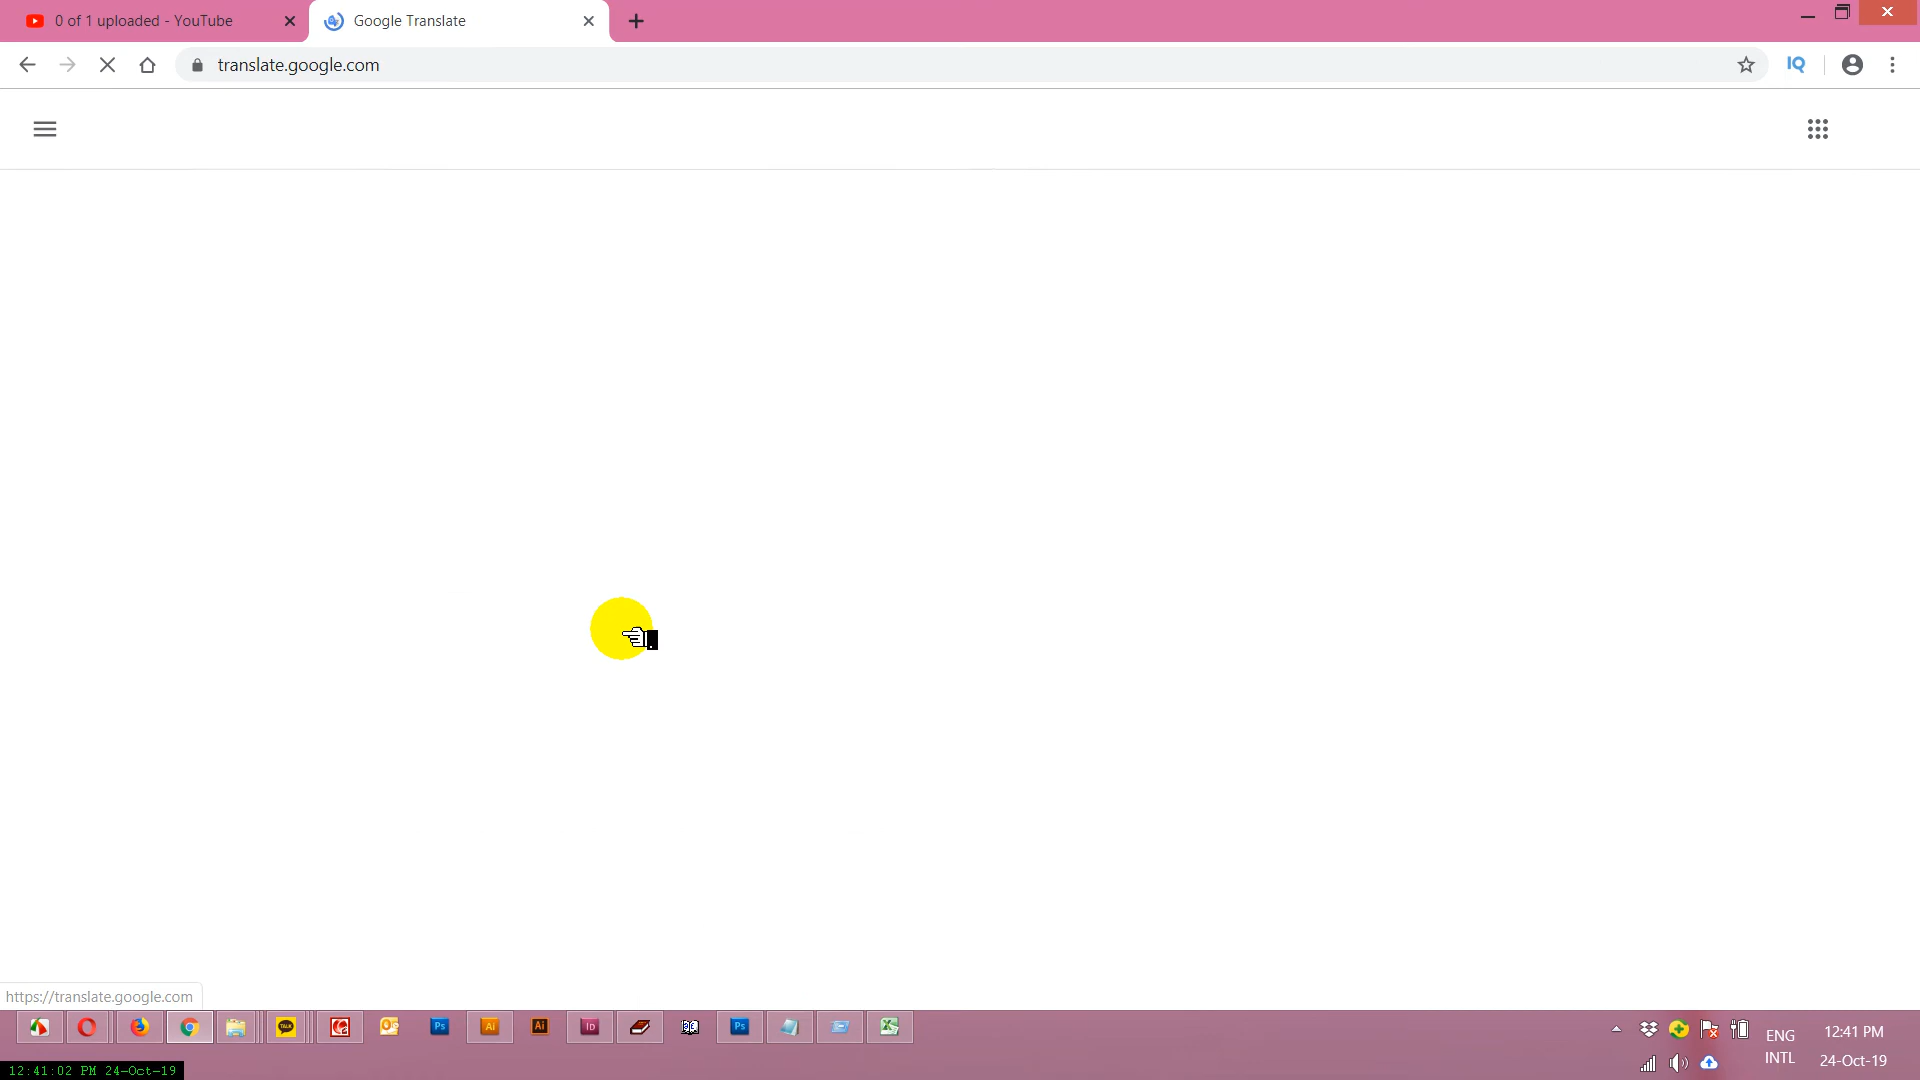 0 of 1 uploaded - YouTube
Google Translate
translate.google.com
IQ
https://translate.google.com
TALK
Ps
Ai
Ai
Id
Ps
ENG
INTL
12:41 PM
24-Oct-19
12:41:02 PM 24-Oct-19